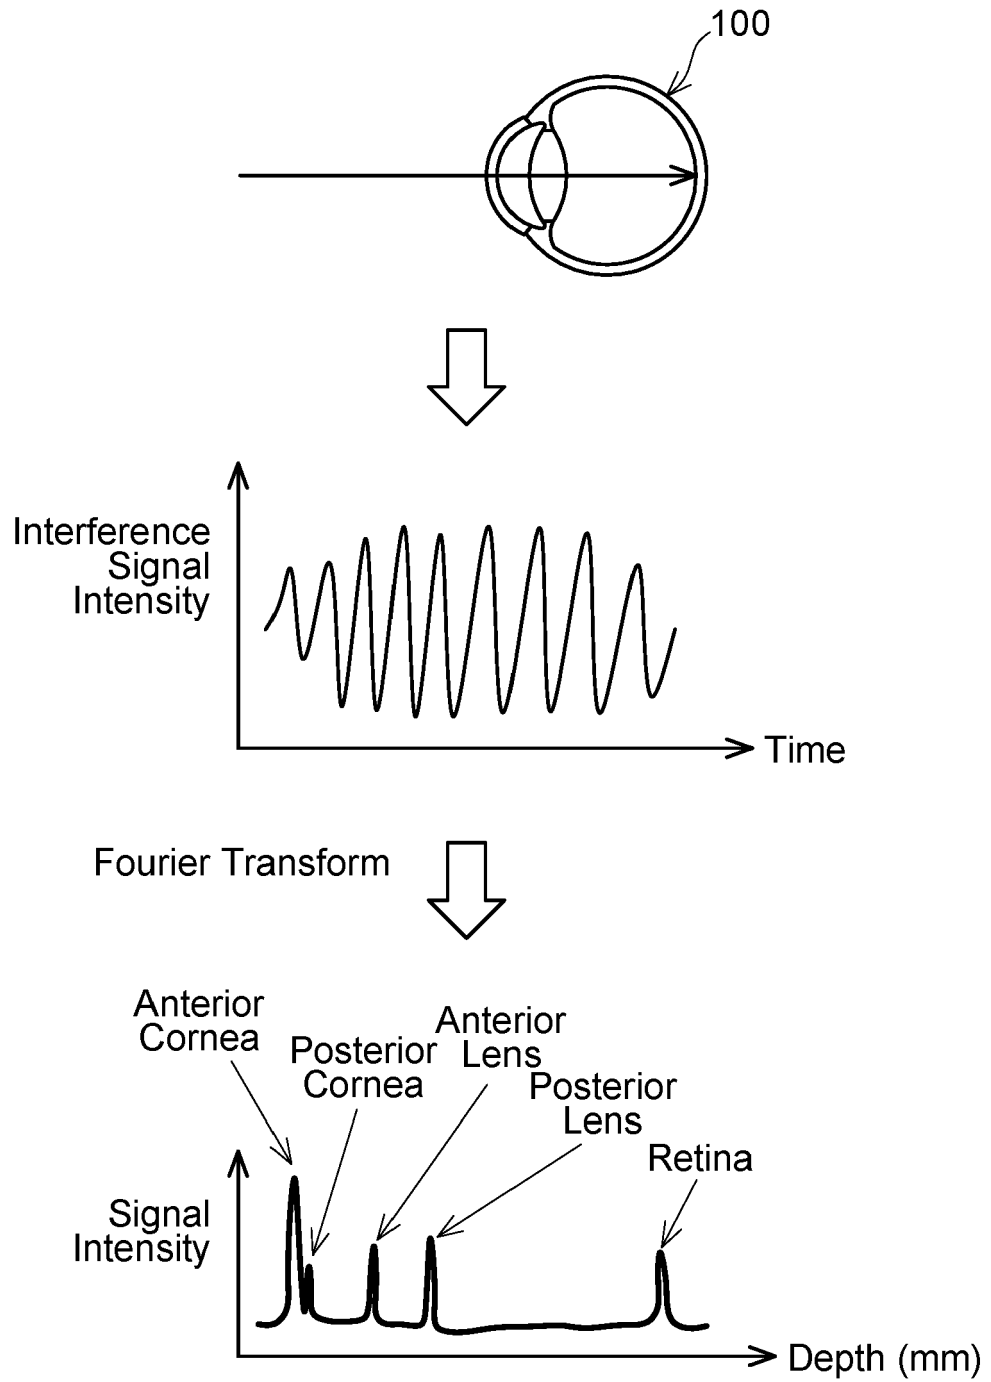 100
Interference
Signal
Intensity
Time
Fourier Transform
Anterior
Cornea
Posterior
Cornea
Anterior
Lens
Posterior
Lens
Retina
Signal
Intensity
Depth (mm)